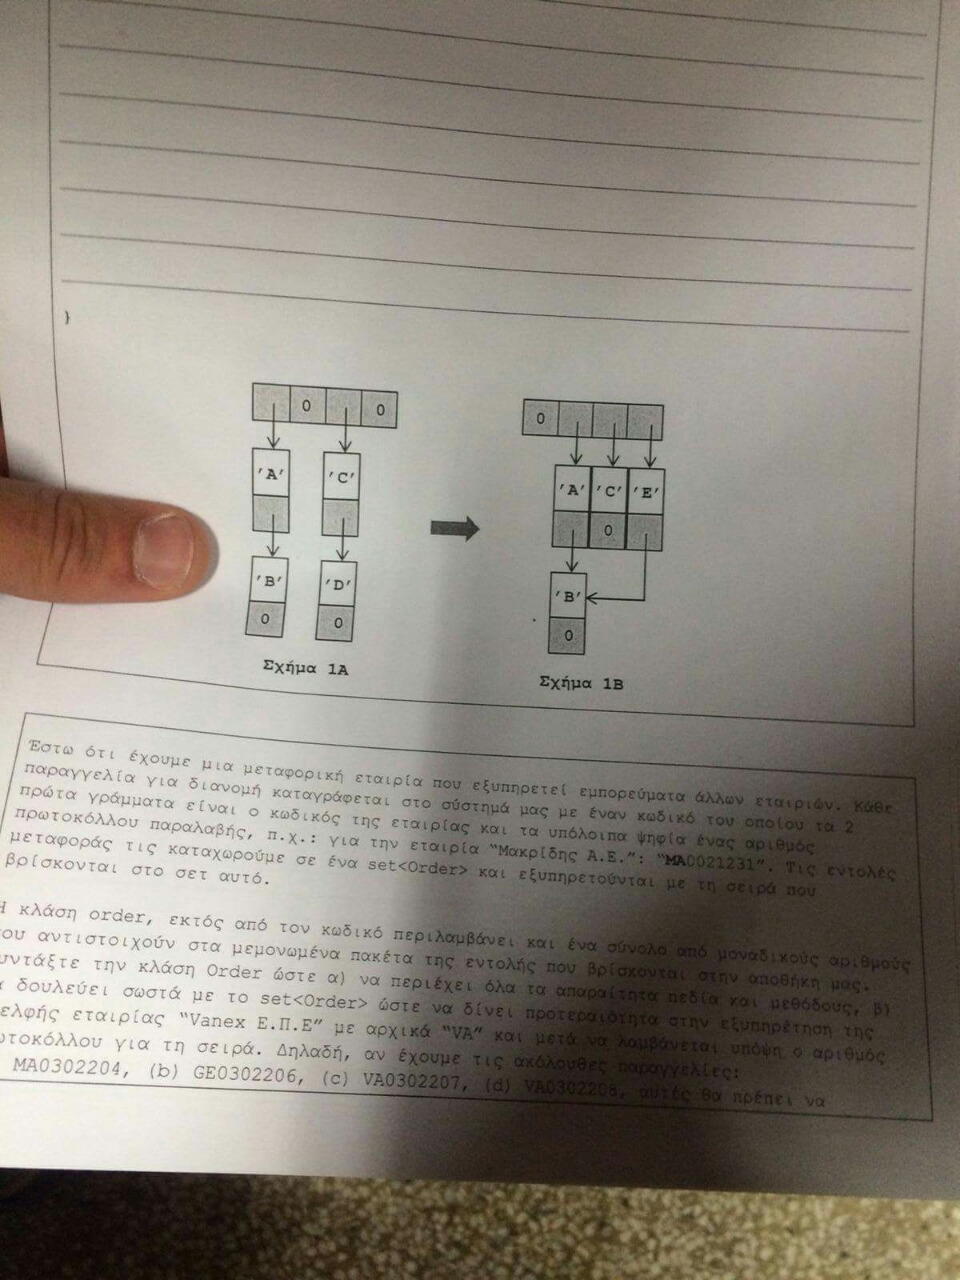 }
0 0
'A' 'C'
'B' 'D'
0 0
Σχήμα 1A
0
'A' 'C' 'E'
0
'B'
0
Σχήμα 1B
Έστω ότι έχουμε μια μεταφορική εταιρία που εξυπηρετεί εμπορεύματα άλλων εταιριών. Κάθε
παραγγελία για διανομή καταγράφεται στο σύστημά μας με έναν κωδικό του οποίου τα 2
πρώτα γράμματα είναι ο κωδικός της εταιρίας και τα υπόλοιπα ψηφία ένας αριθμός
πρωτοκόλλου παραλαβής, π.χ.: για την εταιρία "Μακρίδης Α.Ε.": "MA0021231". Τις εντολές
μεταφοράς τις καταχωρούμε σε ένα set<Order> και εξυπηρετούνται με τη σειρά που
βρίσκονται στο σετ αυτό.
Η κλάση order, εκτός από τον κωδικό περιλαμβάνει και ένα σύνολο από μοναδικούς αριθμούς
που αντιστοιχούν στα μεμονωμένα πακέτα της εντολής που βρίσκονται στην αποθήκη μας.
υντάξτε την κλάση Order ώστε α) να περιέχει όλα τα απαραίτητα πεδία και μεθόδους, β)
α δουλεύει σωστά με το set<Order> ώστε να δίνει προτεραιότητα στην εξυπηρέτηση της
ελφής εταιρίας "Vanex Ε.Π.Ε" με αρχικά "VA" και μετά να λαμβάνεται υπόψη ο αριθμός
ωτοκόλλου για τη σειρά. Δηλαδή, αν έχουμε τις ακόλουθες παραγγελίες:
MA0302204, (b) GE0302206, (c) VA0302207, (d) VA0302208, αυτές θα πρέπει να